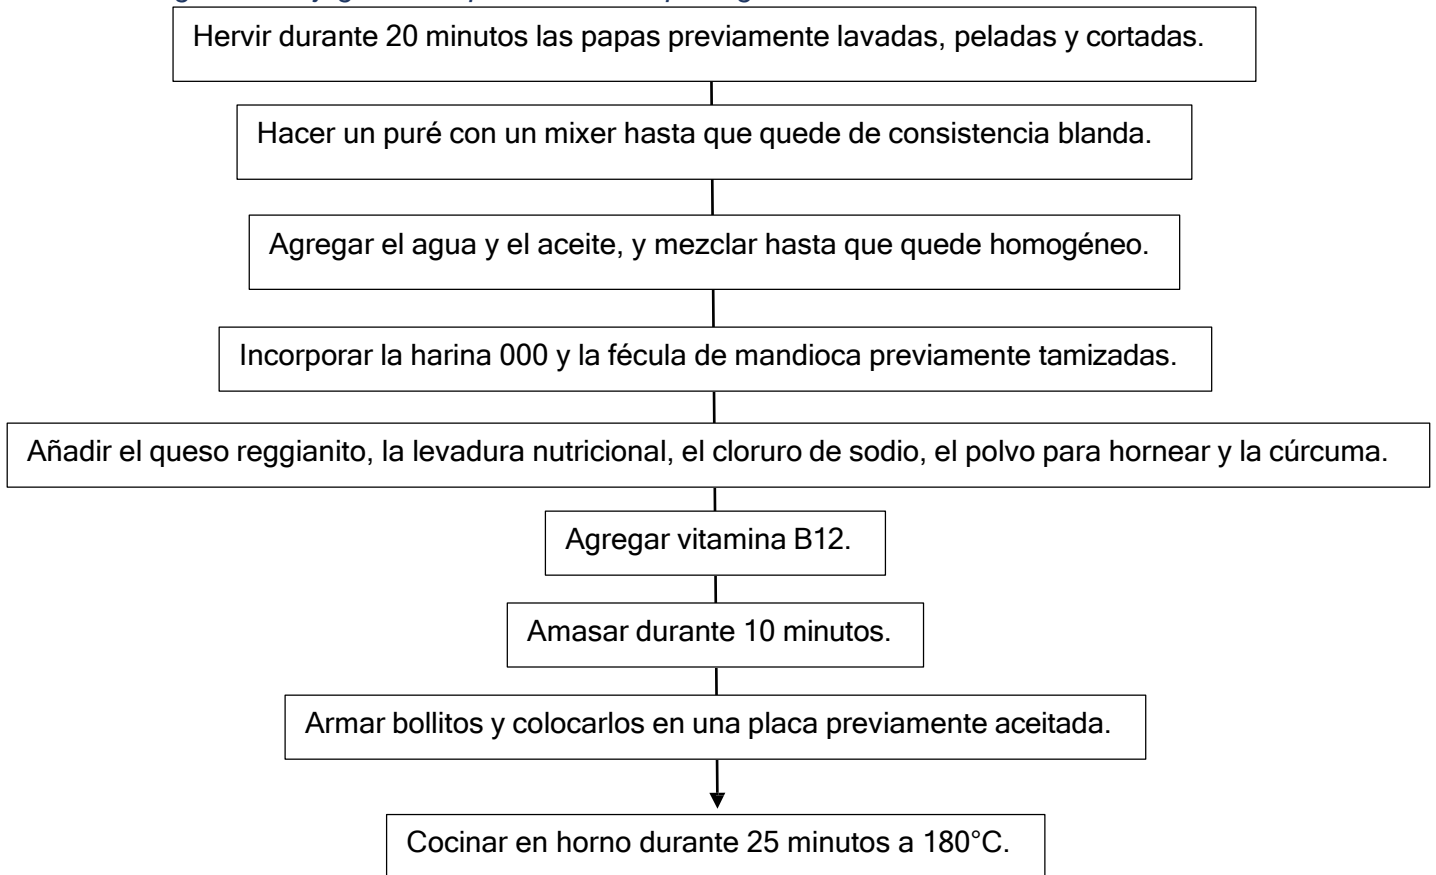 Hervir durante 20 minutos las papas previamente lavadas, peladas y cortadas.
Hacer un puré con un mixer hasta que quede de consistencia blanda.
Agregar el agua y el aceite, y mezclar hasta que quede homogéneo.
Incorporar la harina 000 y la fécula de mandioca previamente tamizadas.
Añadir el queso reggianito, la levadura nutricional, el cloruro de sodio, el polvo para hornear y la cúrcuma.
Agregar vitamina B12.
Amasar durante 10 minutos.
Armar bollitos y colocarlos en una placa previamente aceitada.
Cocinar en horno durante 25 minutos a 180°C.